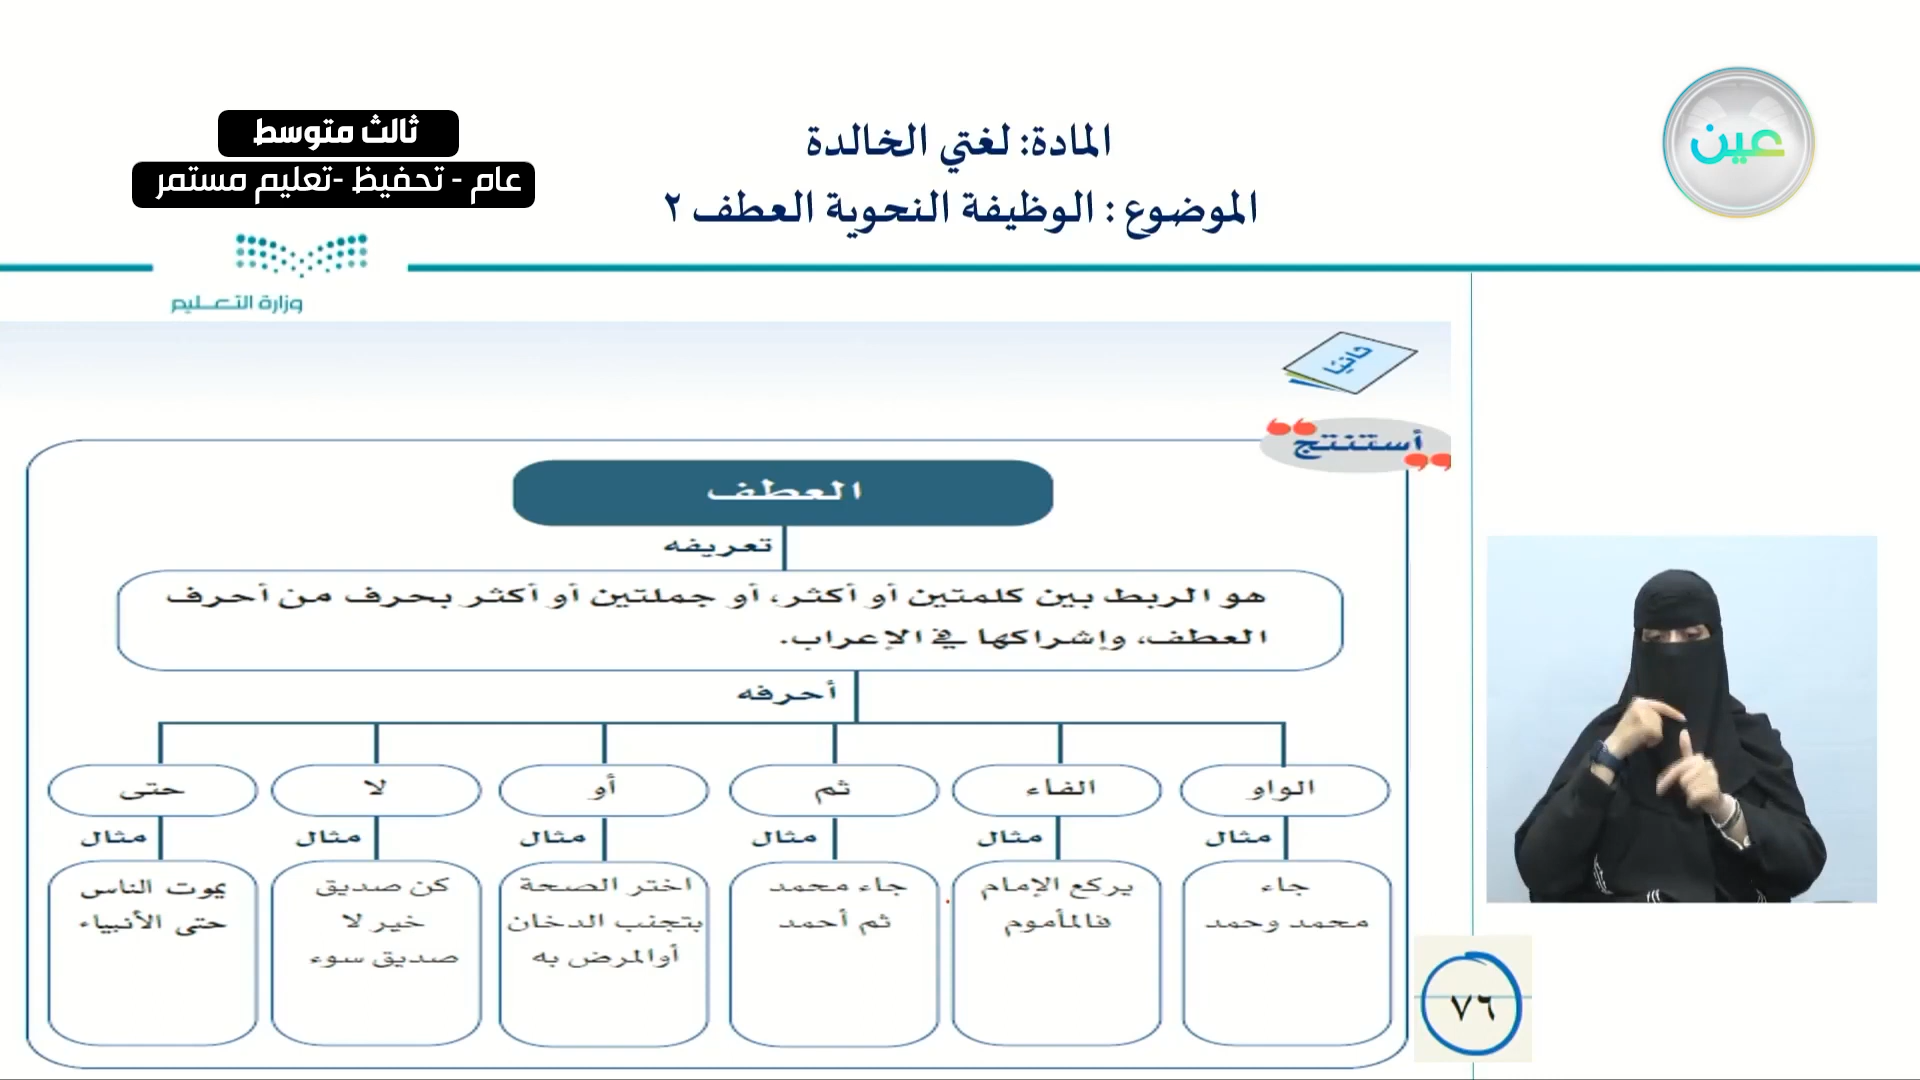 ثالث متوسط
عام - تحفيظ -تعليم مستمر
المادة: لغتي الخالدة
الموضوع : الوظيفة النحوية العطف ٢
عين
وزارة التعـــليم
ثانيًا
أستنتج
العطف
تعريفه
هو الربط بين كلمتين أو أكثر، أو جملتين أو أكثر بحرف من أحرف
العطف، وإشراكها في الإعراب.
أحرفه
الواو
مثال
جاء
محمد وحمد
الفاء
مثال
يركع الإمام
فالمأموم
ثم
مثال
جاء محمد
ثم أحمد
أو
مثال
اختر الصحة
بتجنب الدخان
أوالمرض به
لا
مثال
كن صديق
خير لا
صديق سوء
حتى
مثال
يموت الناس
حتى الأنبياء
٧٦